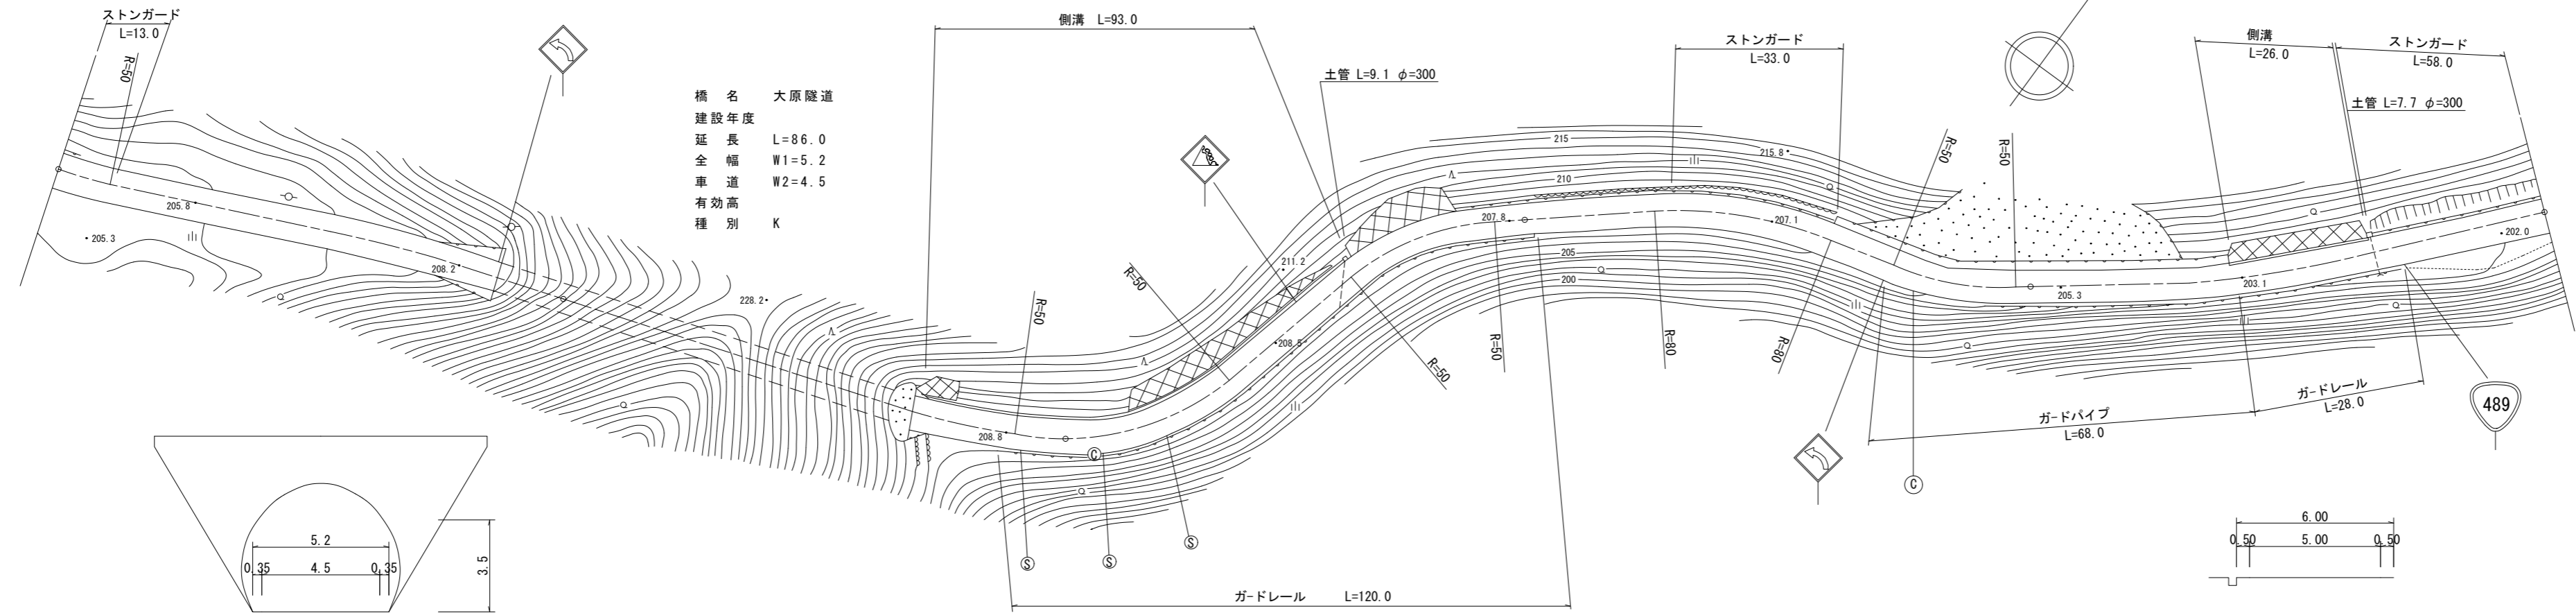 ストンガード
L=13.0
R=50
側溝 L=93.0
橋名 大原隧道
建設年度
延長 L=86.0
全幅 W1=5.2
車道 W2=4.5
有効高
種別 K
土管 L=9.1 φ=300
ストンガード
L=33.0
側溝
L=26.0
ストンガード
L=58.0
土管 L=7.7 φ=300
215
215.8
210
R=50
R=50
205.8
205.3
208.2
228.2
211.2
207.8
207.1
205
200
202.0
203.1
205.3
R=50
R=50
208.5
R=50
R=50
R=80
R=80
208.8
C
C
S
S
S
ガードレール L=120.0
ガードパイプ
L=68.0
ガードレール
L=28.0
489
5.2
0.35 4.5 0.35
3.5
6.00
0.50 5.00 0.50